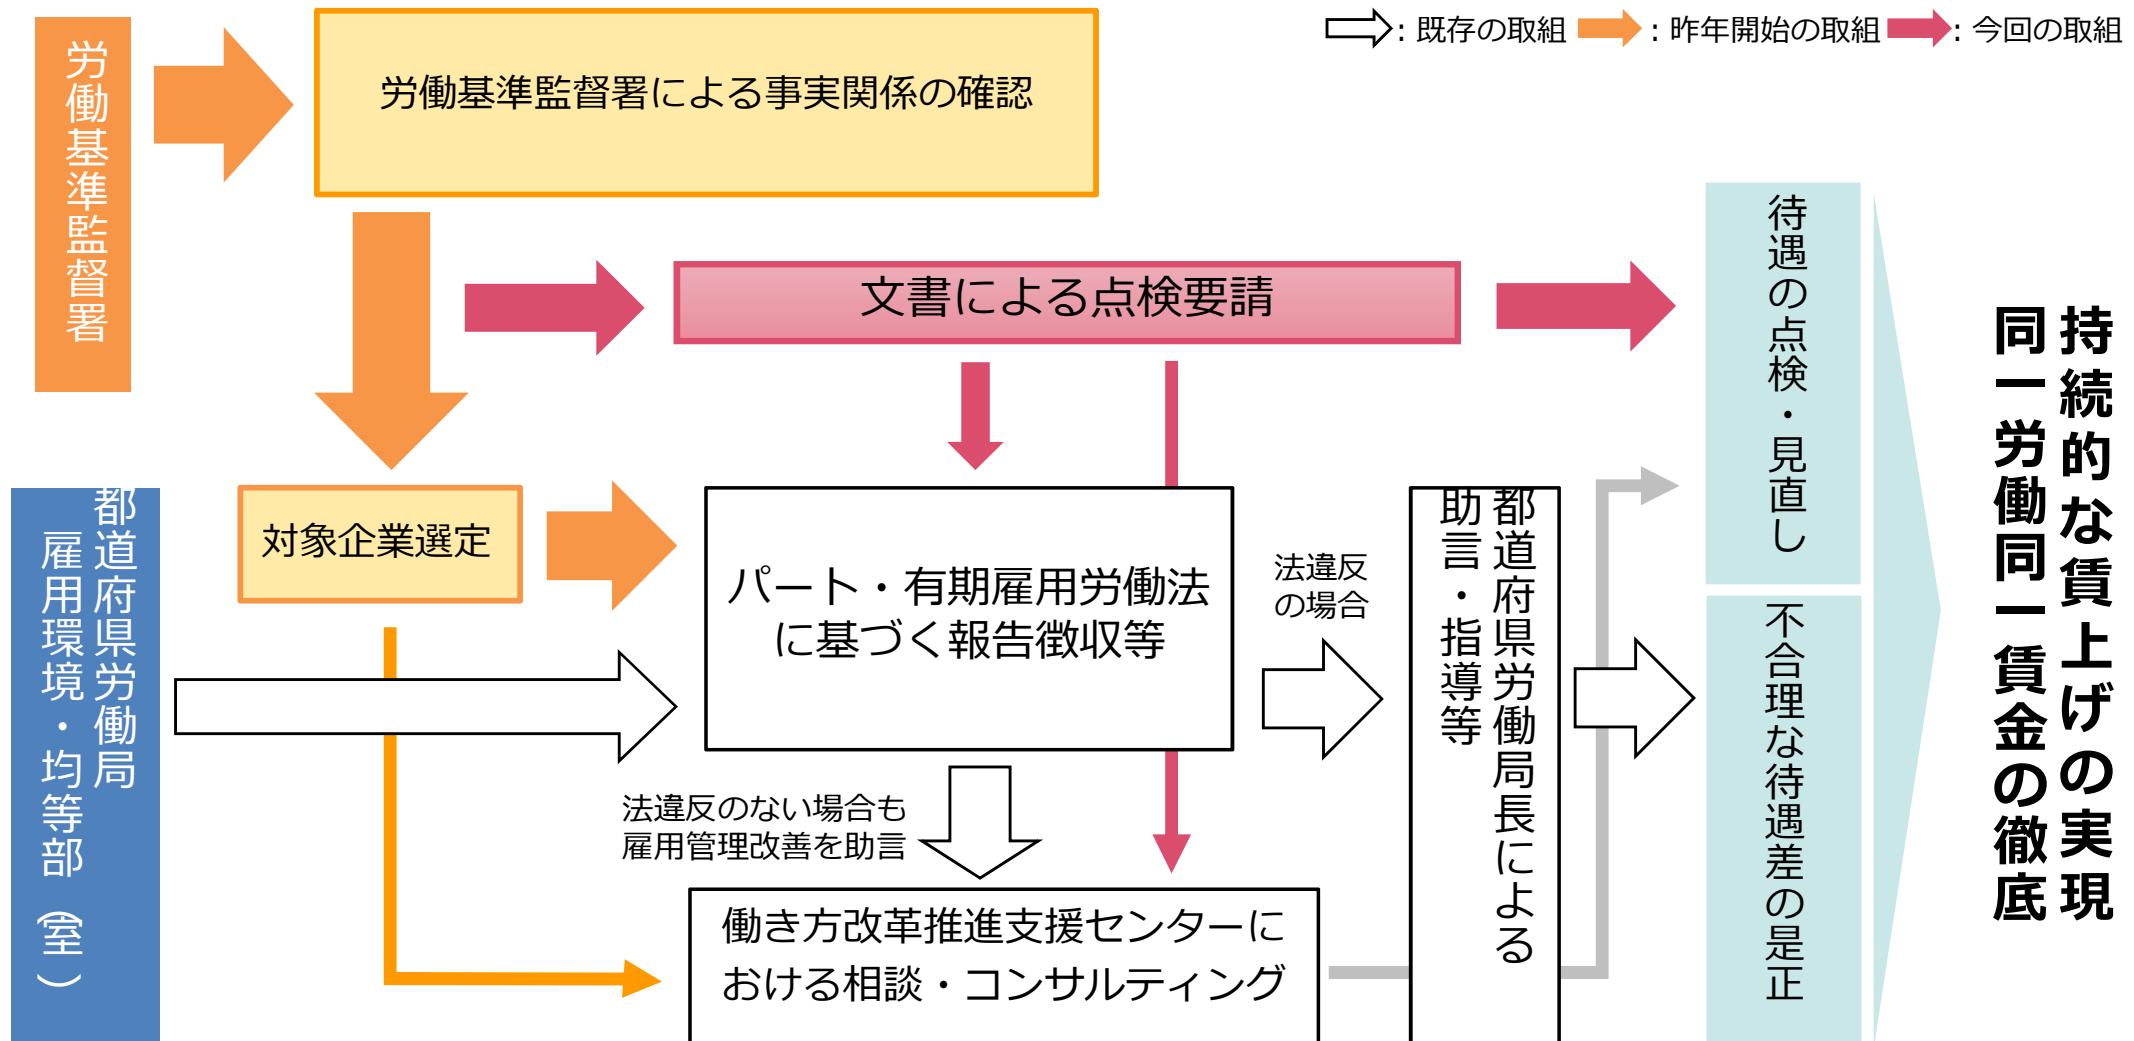 : 既存の取組
: 昨年開始の取組
: 今回の取組
労働基準監督署
労働基準監督署による事実関係の確認
文書による点検要請
待遇の点検・見直し
都道府県労働局
雇用環境・均等部(室)
対象企業選定
パート・有期雇用労働法
に基づく報告徴収等
法違反
の場合
都道府県労働局長による
助言・指導等
不合理な待遇差の是正
法違反のない場合も
雇用管理改善を助言
働き方改革推進支援センターに
おける相談・コンサルティング
持続的な賃上げの実現
同一労働同一賃金の徹底